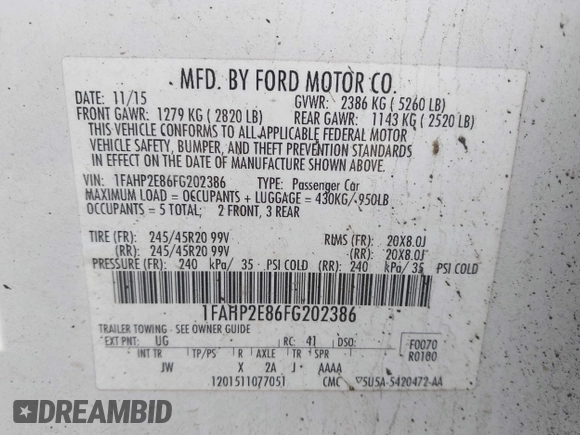 MFD. BY FORD MOTOR CO.
DATE: 11/15 GVWR: 2386 KG ( 5260 LB)
FRONT GAWR: 1279 KG ( 2820 LB) REAR GAWR: 1143 KG ( 2520 LB)
THIS VEHICLE CONFORMS TO ALL APPLICABLE FEDERAL MOTOR
VEHICLE SAFETY, BUMPER, AND THEFT PREVENTION STANDARDS
IN EFFECT ON THE DATE OF MANUFACTURE SHOWN ABOVE.
VIN: 1FAHP2E86FG202386 TYPE: Passenger Car
MAXIMUM LOAD = OCCUPANTS + LUGGAGE = 430KG/ 950LB
OCCUPANTS = 5 TOTAL; 2 FRONT, 3 REAR
TIRE (FR): 245/45R20 99V RIMS (FR): 20X8.0J
(RR): 245/45R20 99V (RR): 20X8.0J
PRESSURE (FR): 240 kPa/ 35 PSI COLD (RR): 240 kPa/ 35 PSI COLD
1FAHP2E86FG202386
TRAILER TOWING - SEE OWNER GUIDE
EXT PNT: UG RC: 41 DSO: F0070
R0180
INT TR TP/PS R AXLE TR SPR
JW X 2A J AAAA
1201511077051 CMC
DREAMBID